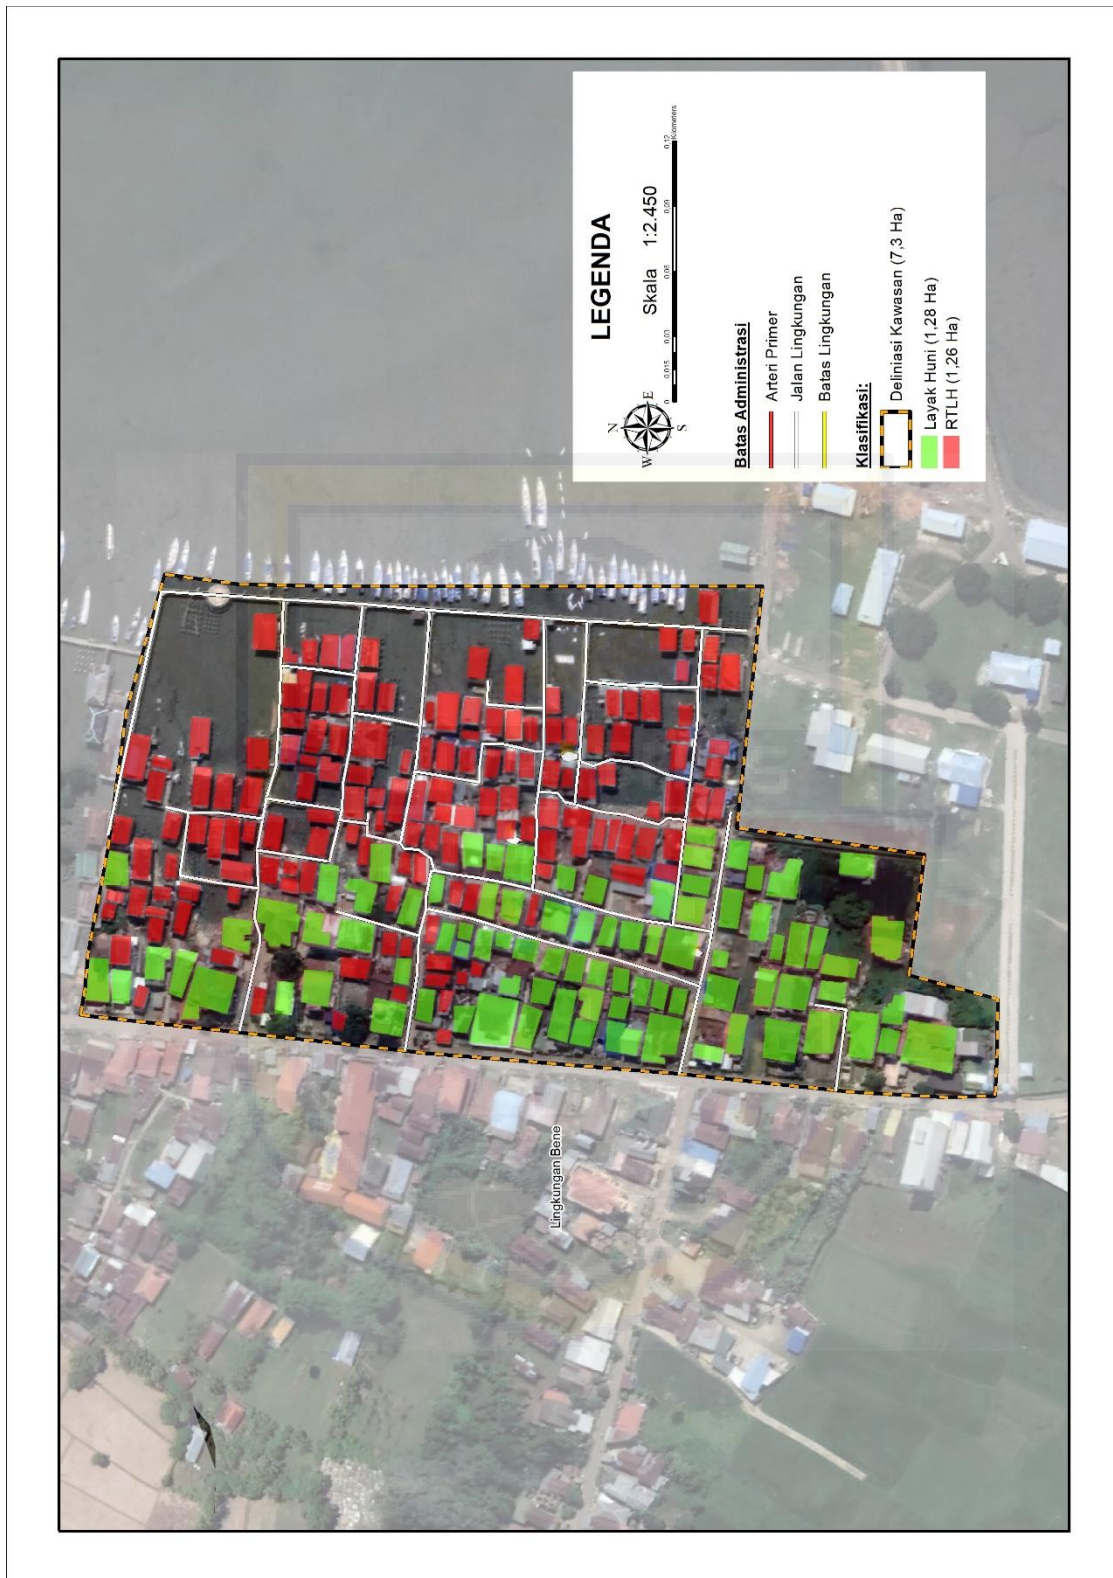 LEGENDA
Skala 1:2.450
N
W
E
S
0 0,015 0,03 0,06 0,09 0,12
Kilometers
Batas Administrasi
Arteri Primer
Jalan Lingkungan
Batas Lingkungan
Klasifikasi:
Deliniasi Kawasan (7,3 Ha)
Layak Huni (1,28 Ha)
RTLH (1,26 Ha)
Lingkungan Bene